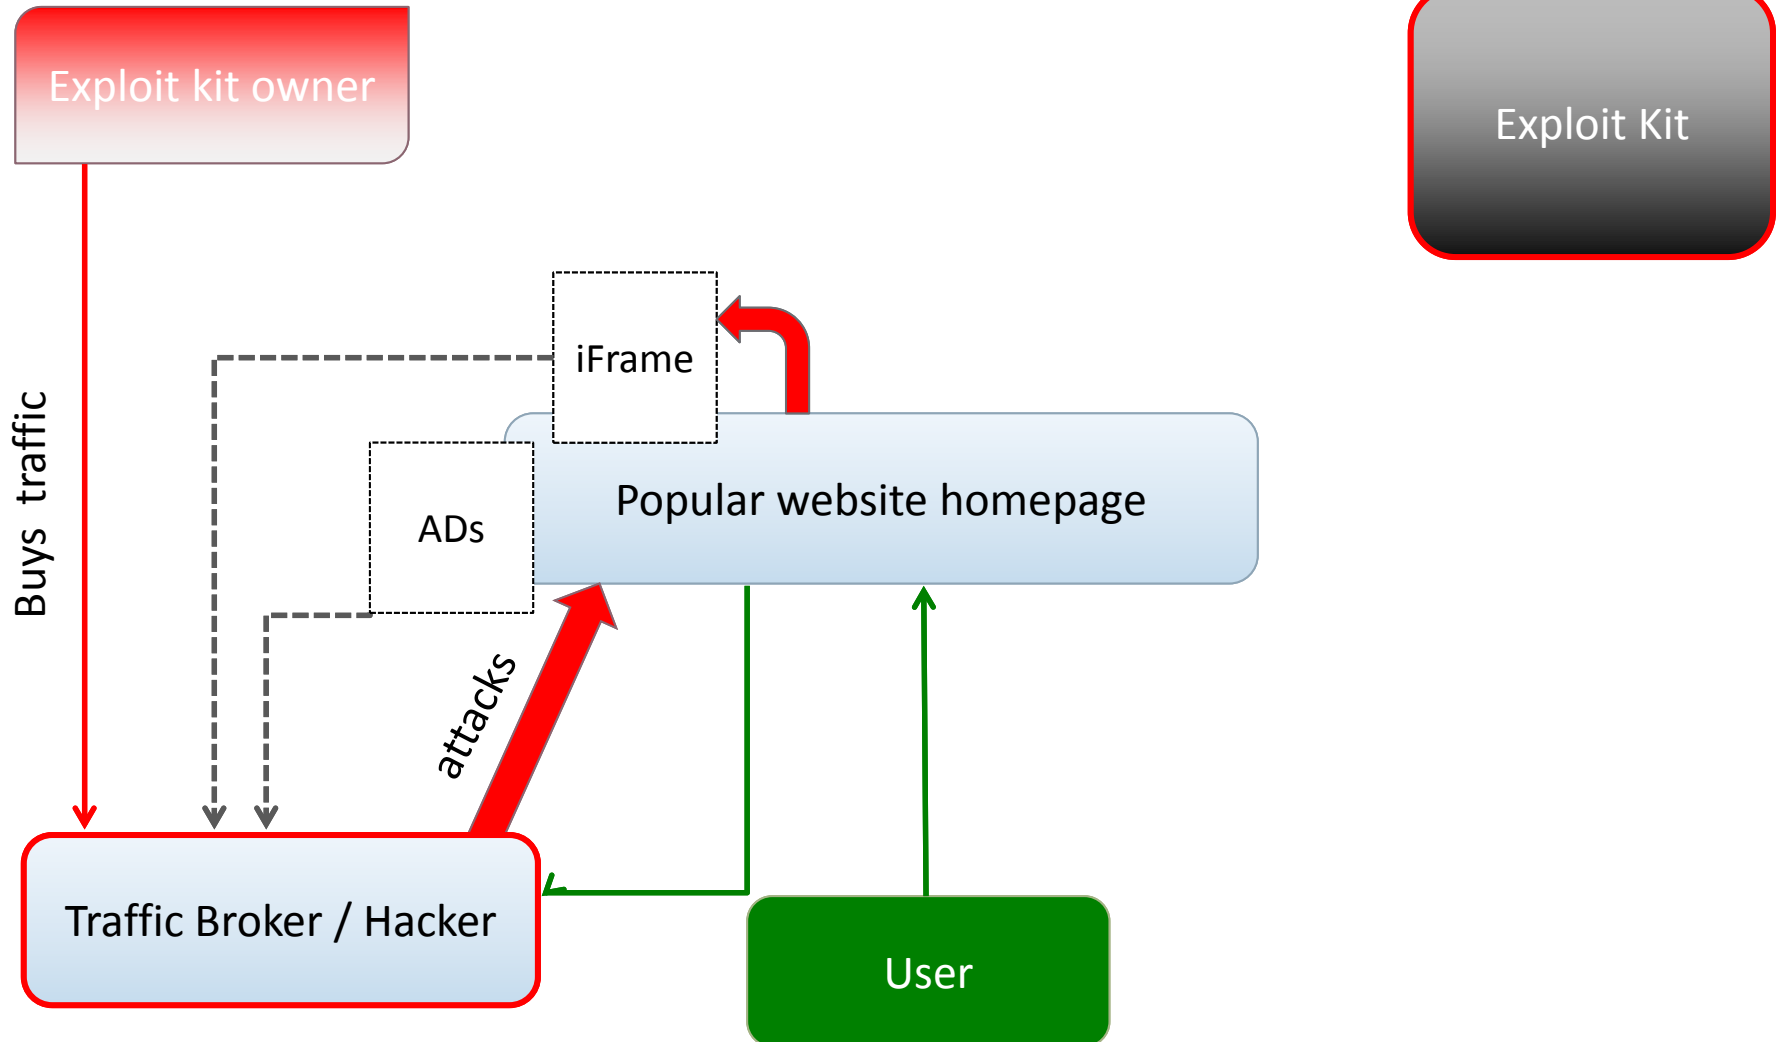 Exploit kit owner
Exploit Kit
iFrame
Buys traffic
Popular website homepage
ADs
attacks
Traffic Broker / Hacker
User